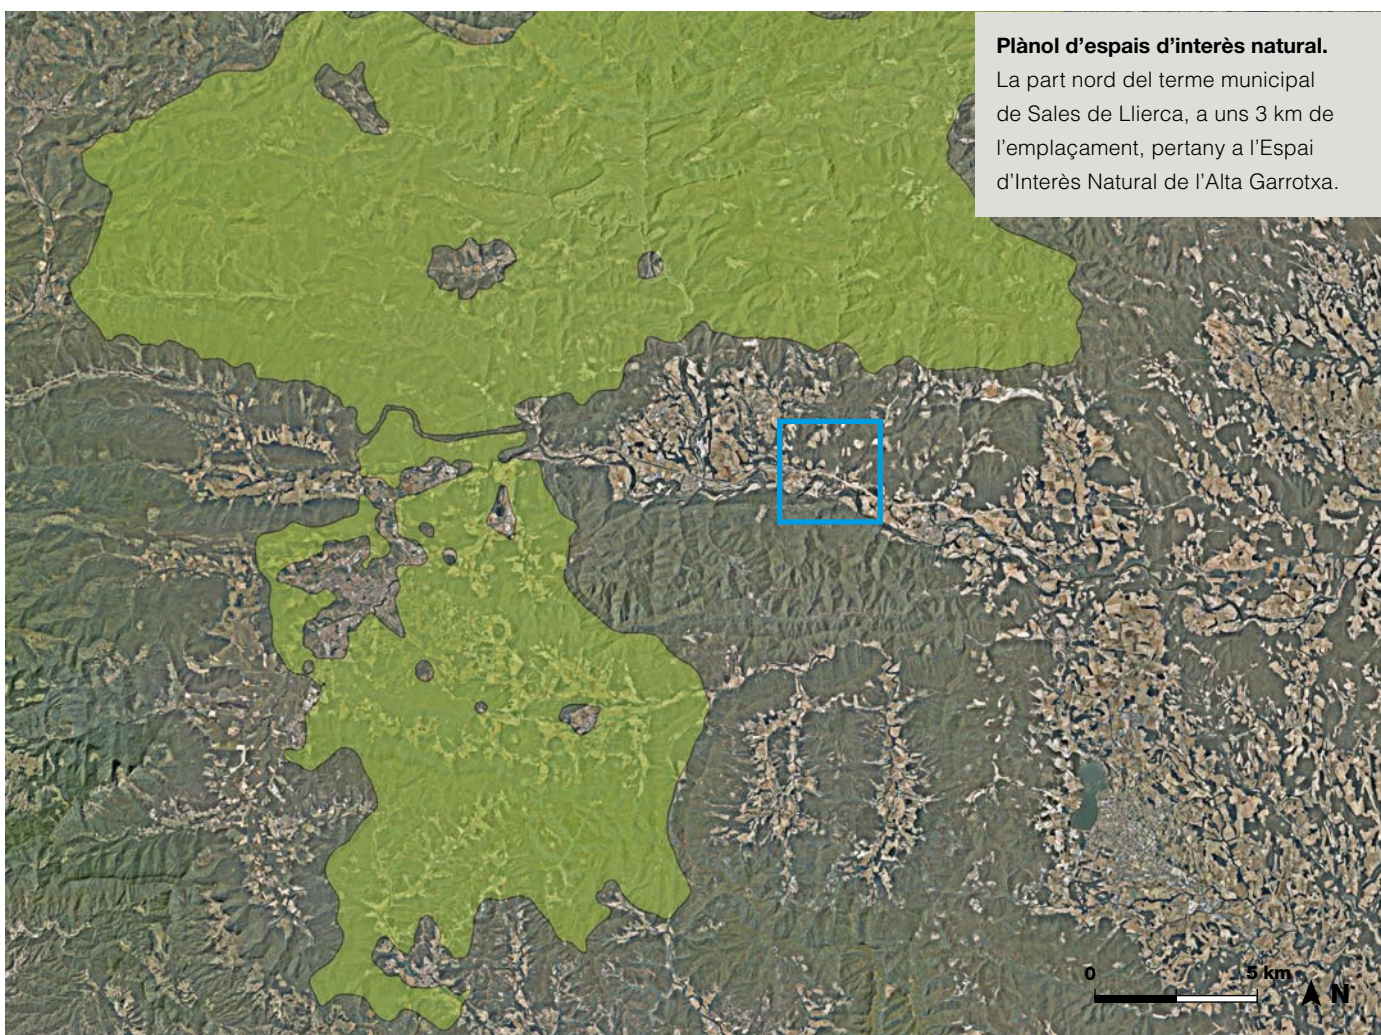 Plànol d’espais d’interès natural.
La part nord del terme municipal
de Sales de Llierca, a uns 3 km de
l’emplaçament, pertany a l’Espai
d’Interès Natural de l’Alta Garrotxa.
0 5 km
N